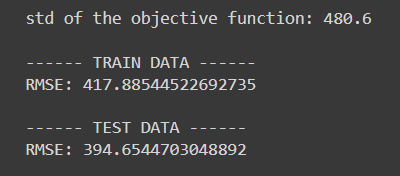 std of the objective function: 480.6
------ TRAIN DATA ------
RMSE: 417.88544522692735
------ TEST DATA ------
RMSE: 394.6544703048892